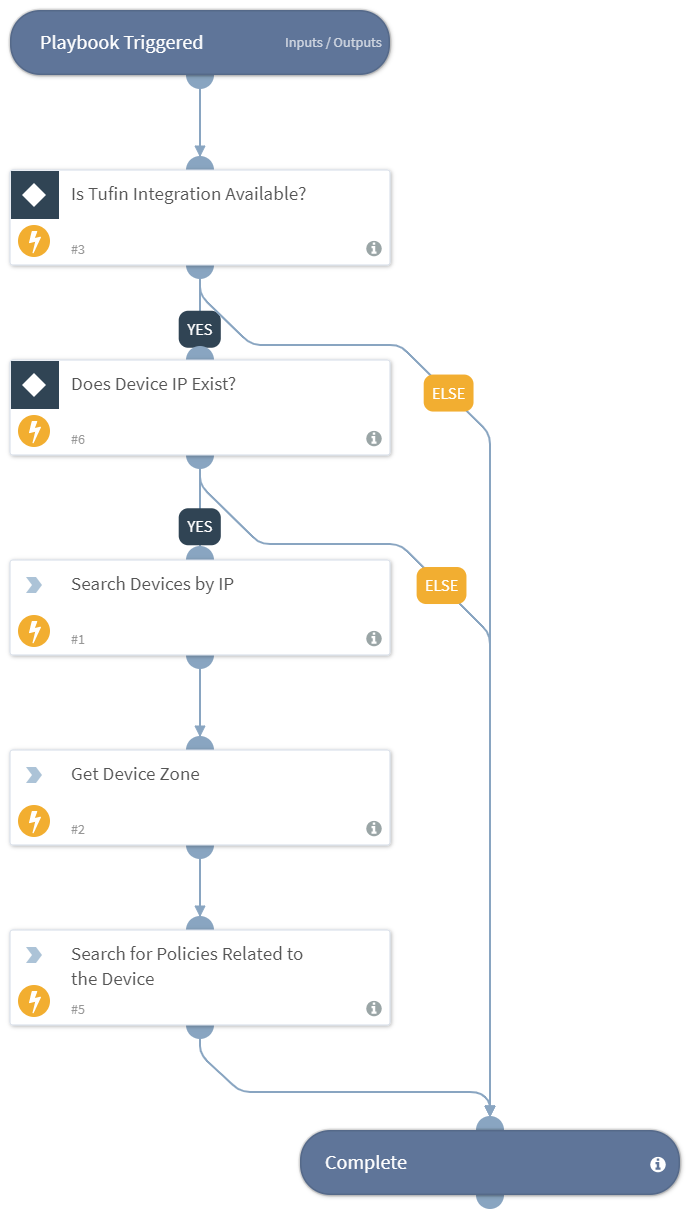 Playbook Triggered
Inputs / Outputs
Is Tufin Integration Available?
#3
YES
ELSE
Does Device IP Exist?
#6
YES
ELSE
Search Devices by IP
#1
Get Device Zone
#2
Search for Policies Related to
the Device
#5
Complete